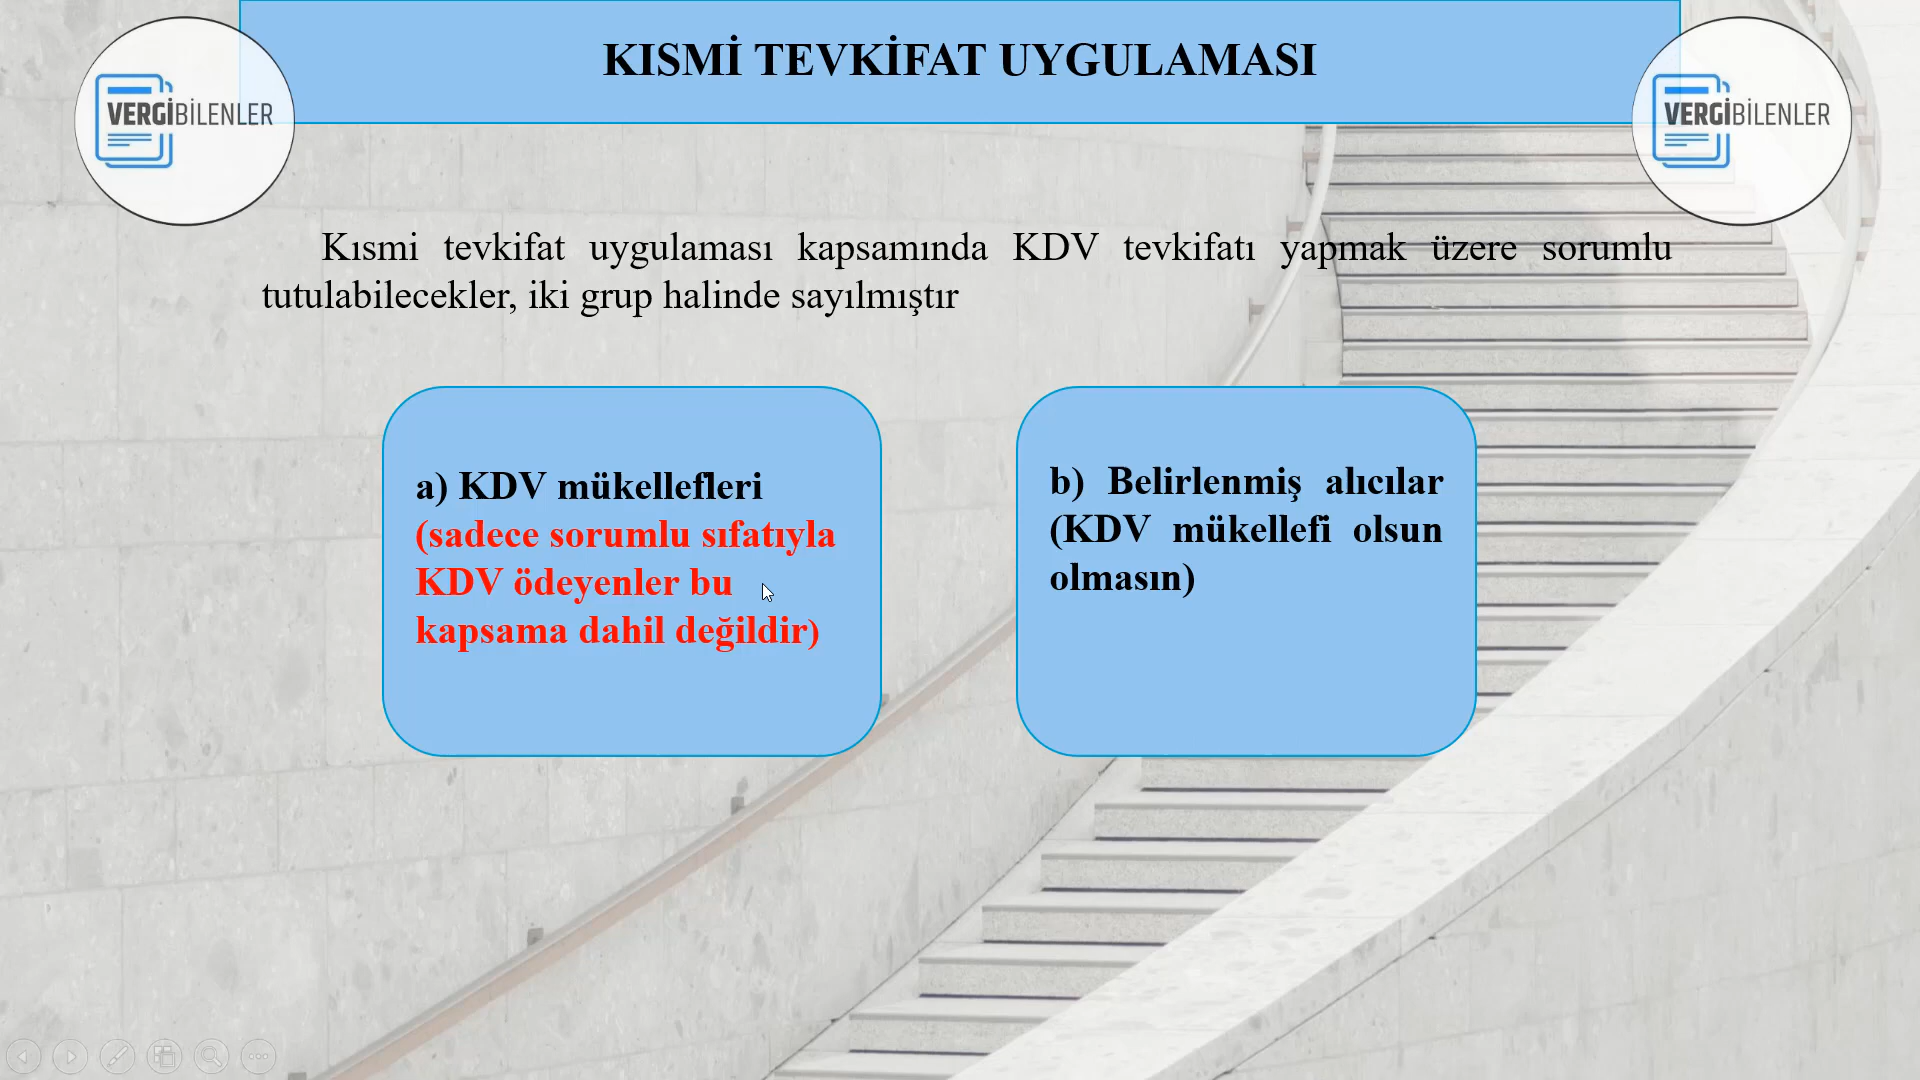 KISMİ TEVKİFAT UYGULAMASI
VERGİBİLENLER
VERGİBİLENLER
Kısmi tevkifat uygulaması kapsamında KDV tevkifatı yapmak üzere sorumlu
tutulabilecekler, iki grup halinde sayılmıştır
a) KDV mükellefleri
(sadece sorumlu sıfatıyla
KDV ödeyenler bu
kapsama dahil değildir)
b) Belirlenmiş alıcılar
(KDV mükellefi olsun
olmasın)